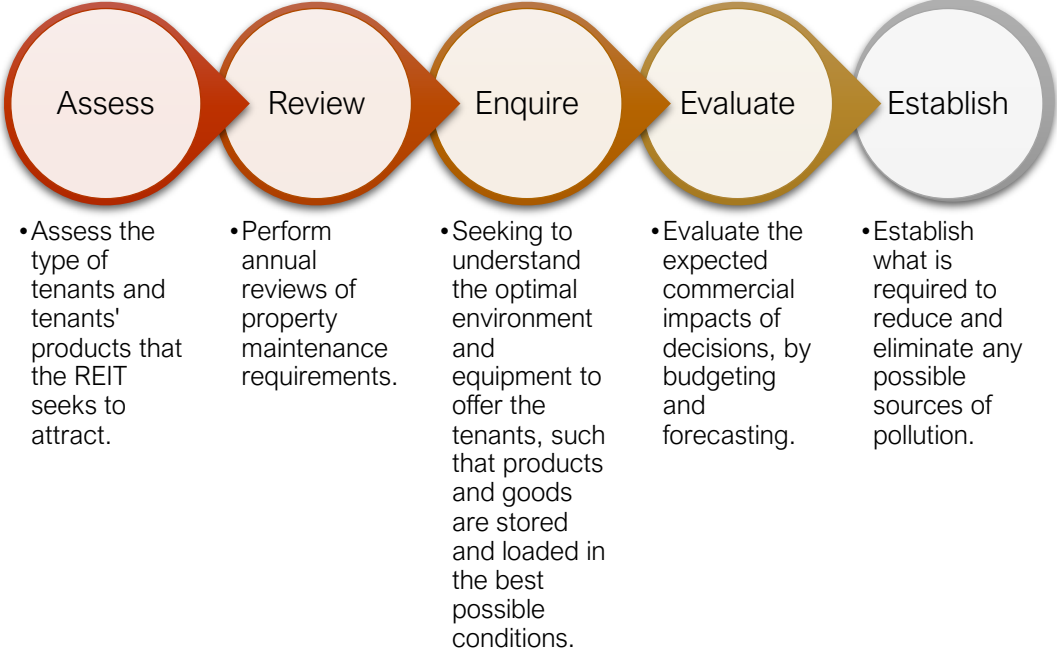 Assess
Review
Enquire
Evaluate
Establish
•Assess the
type of
tenants and
tenants'
products that
the REIT
seeks to
attract.
•Perform
annual
reviews of
property
maintenance
requirements.
•Seeking to
understand
the optimal
environment
and
equipment to
offer the
tenants, such
that products
and goods
are stored
and loaded in
the best
possible
conditions.
•Evaluate the
expected
commercial
impacts of
decisions, by
budgeting
and
forecasting.
•Establish
what is
required to
reduce and
eliminate any
possible
sources of
pollution.